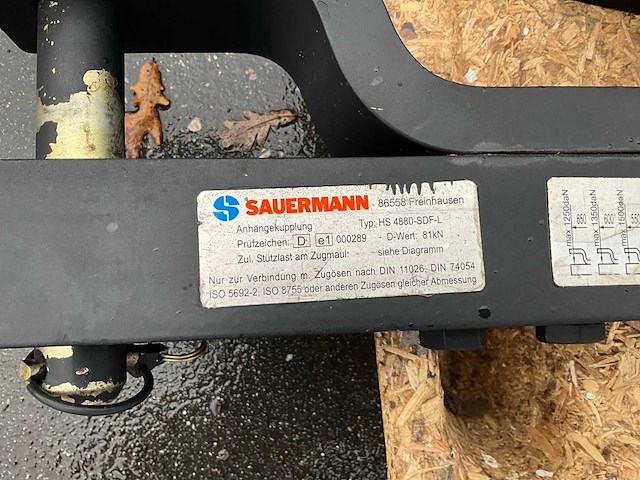 SAUERMANN 86558 Freinhausen
Anhängekupplung Typ: HS 4880-SDF-L
Prüfzeichen: D e1 000289 D-Wert: 81kN
Zul. Stützlast am Zugmaul: siehe Diagramm
Nur zur Verbindung m. Zugösen nach DIN 11026, DIN 74054
ISO 5692-2, ISO 8755 oder anderen Zugösen gleicher Abmessung
650 max 1250daN
600 max 1350daN
550 max 1500daN